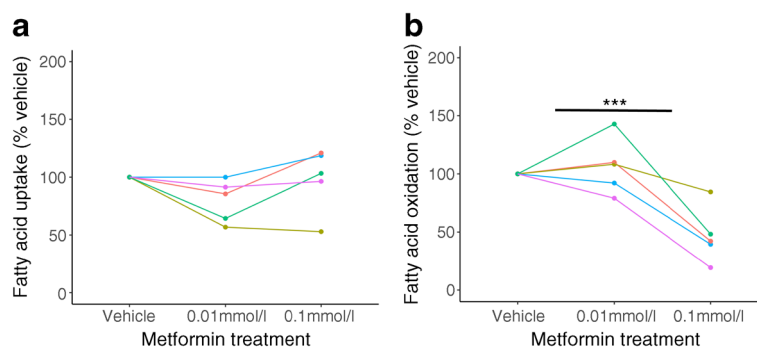 a
Fatty acid uptake (% vehicle)
200
150
100
50
0
Vehicle 0.01mmol/l 0.1mmol/l
Metformin treatment
b
Fatty acid oxidation (% vehicle)
200
150
100
50
0
***
Vehicle 0.01mmol/l 0.1mmol/l
Metformin treatment